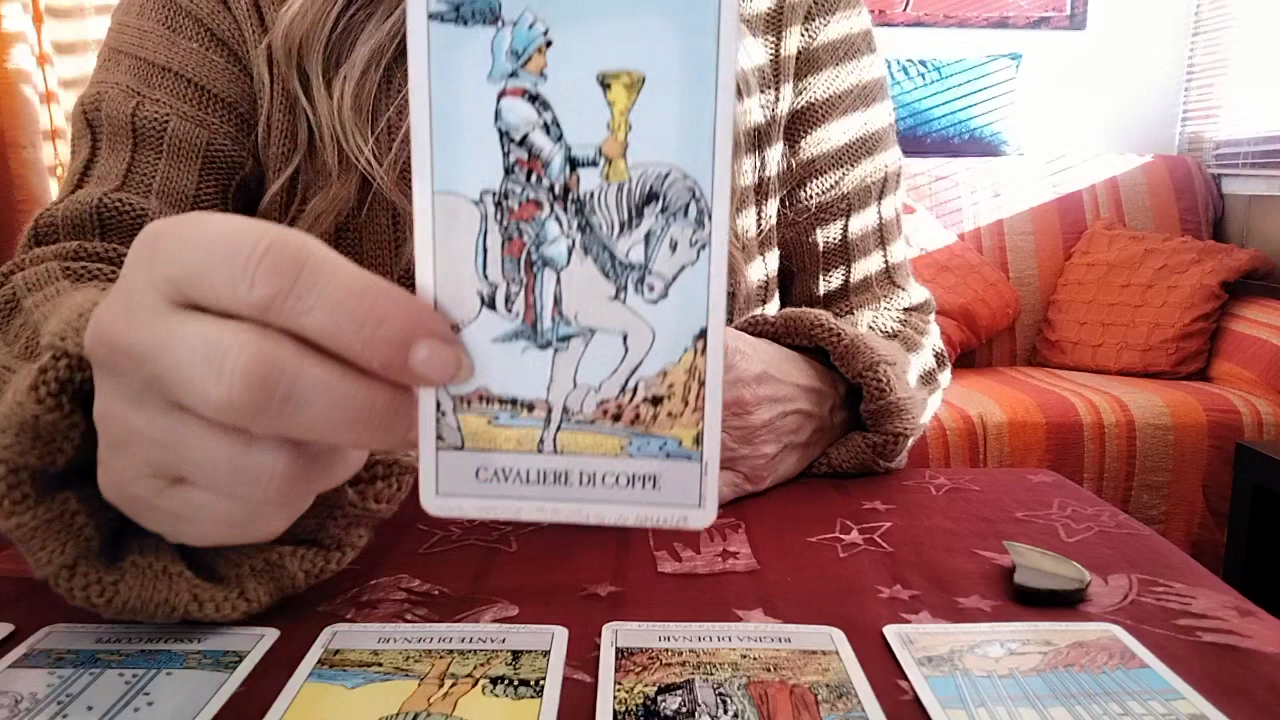 CAVALIERE DI COPPE
ASSO DI COPPE
FANTE DI DENARI
REGINA DI DENARI